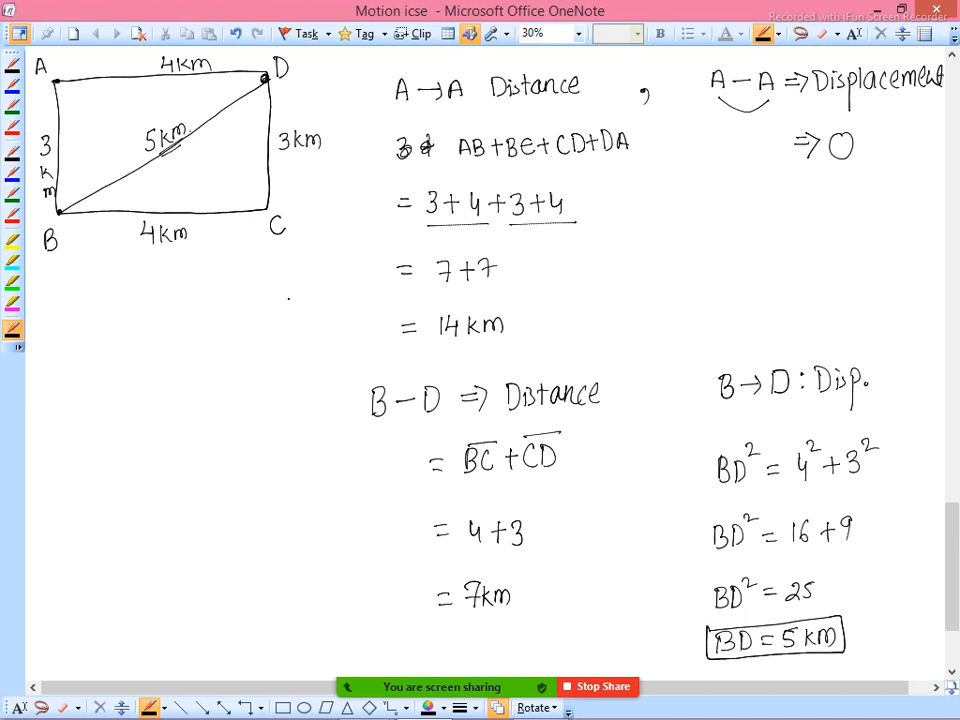 Motion icse - Microsoft Office OneNote
Recorded with iFun Screen Recorder
Task Tag Clip 30% B A
A 4km D
3 km
5km.
3km
B 4km C
A → A Distance ,
AB+BC+CD+DA
= 3+4+3+4
= 7+7
= 14 km
A - A ⇒ Displacement
⇒ 0
B - D ⇒ Distance
= BC + CD
= 4+3
= 7km
B → D : Disp.
BD² = 4² + 3²
BD² = 16 + 9
BD² = 25
BD = 5 km
You are screen sharing Stop Share
Rotate